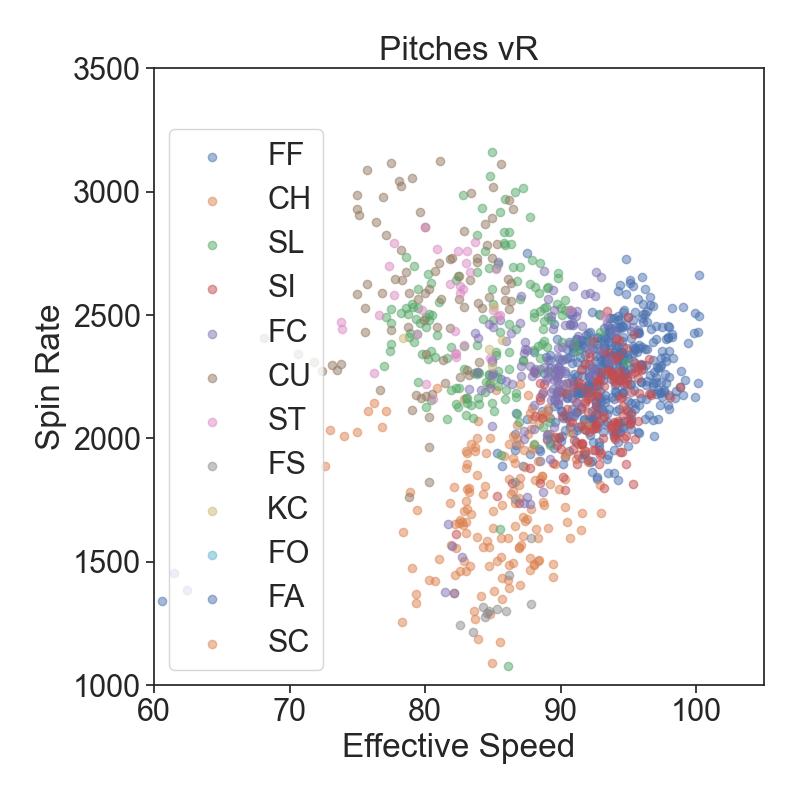 Pitches vR
3500
3000
2500
2000
1500
1000
Spin Rate
FF
CH
SL
SI
FC
CU
ST
FS
KC
FO
FA
SC
60 70 80 90 100
Effective Speed